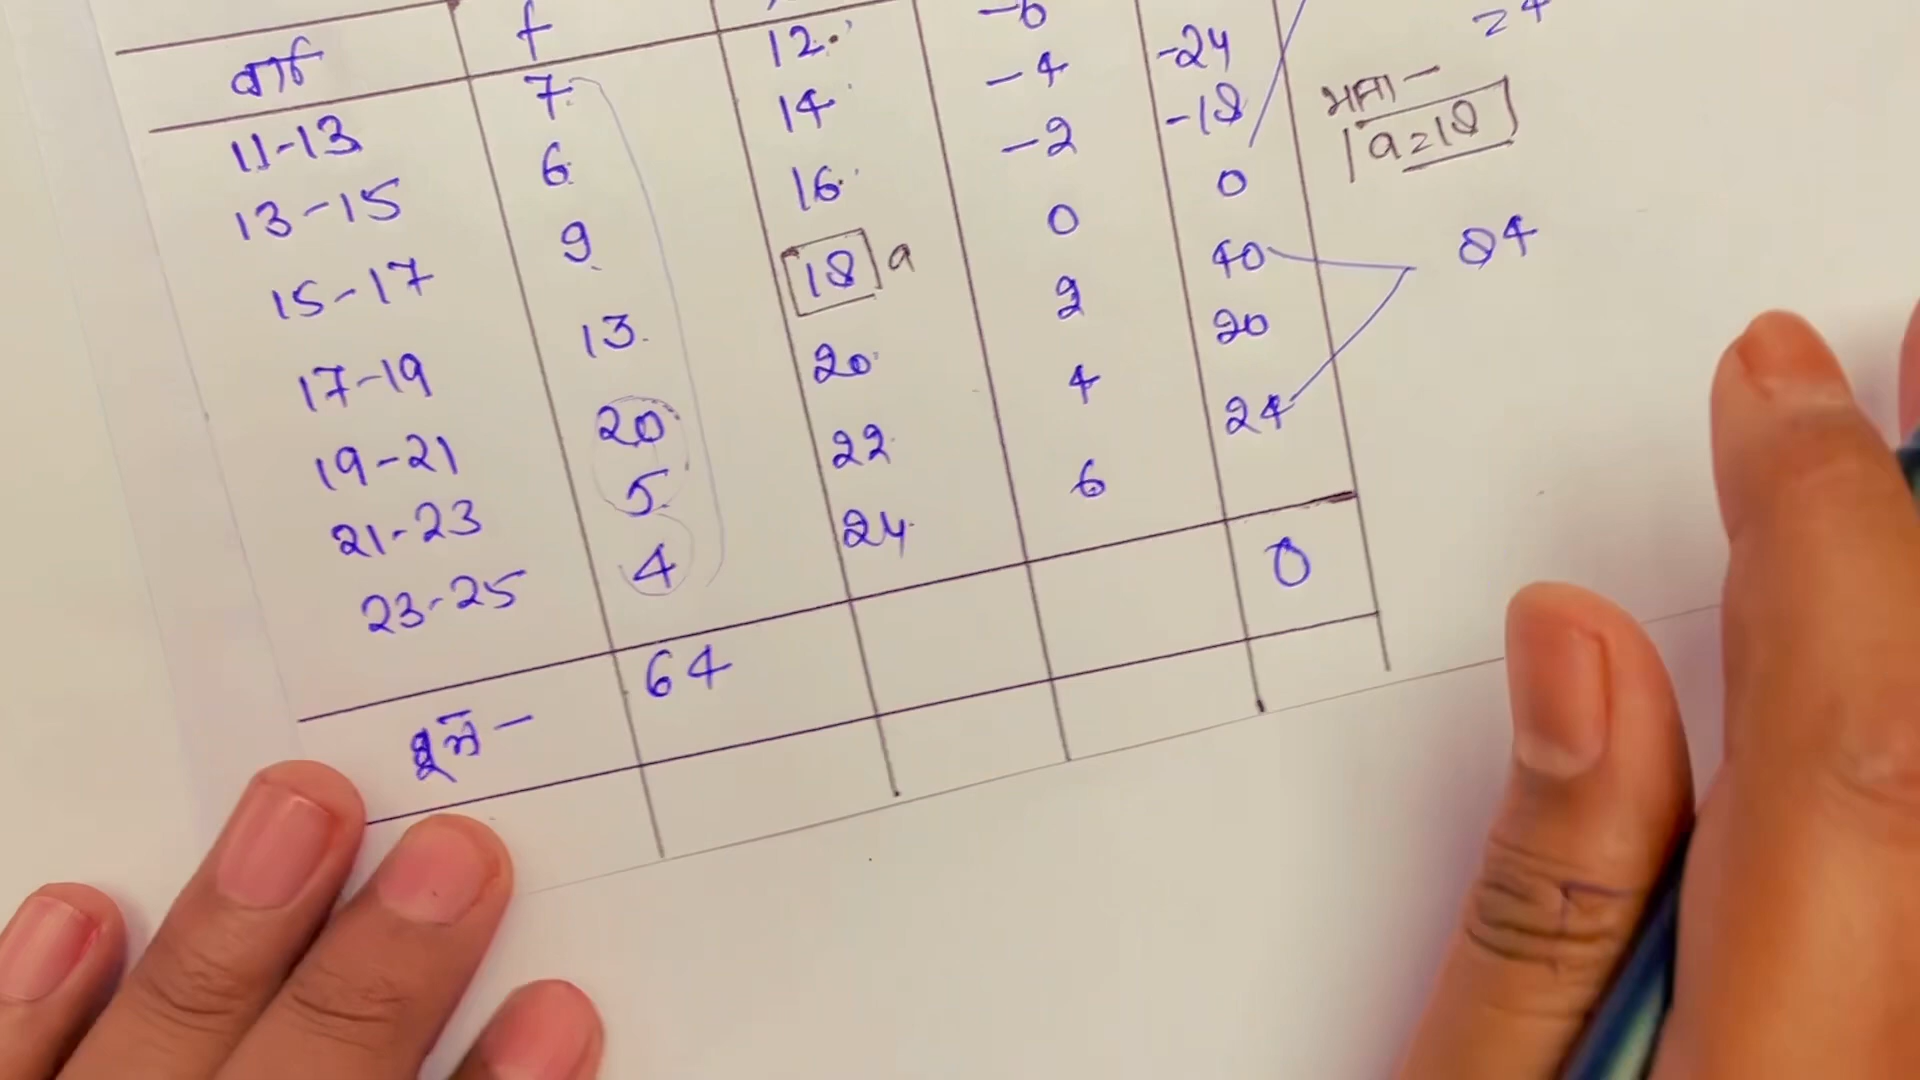 वर्ग f
11-13 7 12 -6
13-15 6 14 -4 -24
15-17 9 16 -2 -18
17-19 13 18 a 0 0
19-21 20 20 2 40
21-23 5 22 4 20
23-25 4 24 6 24
64 0
माना -
a=18
84